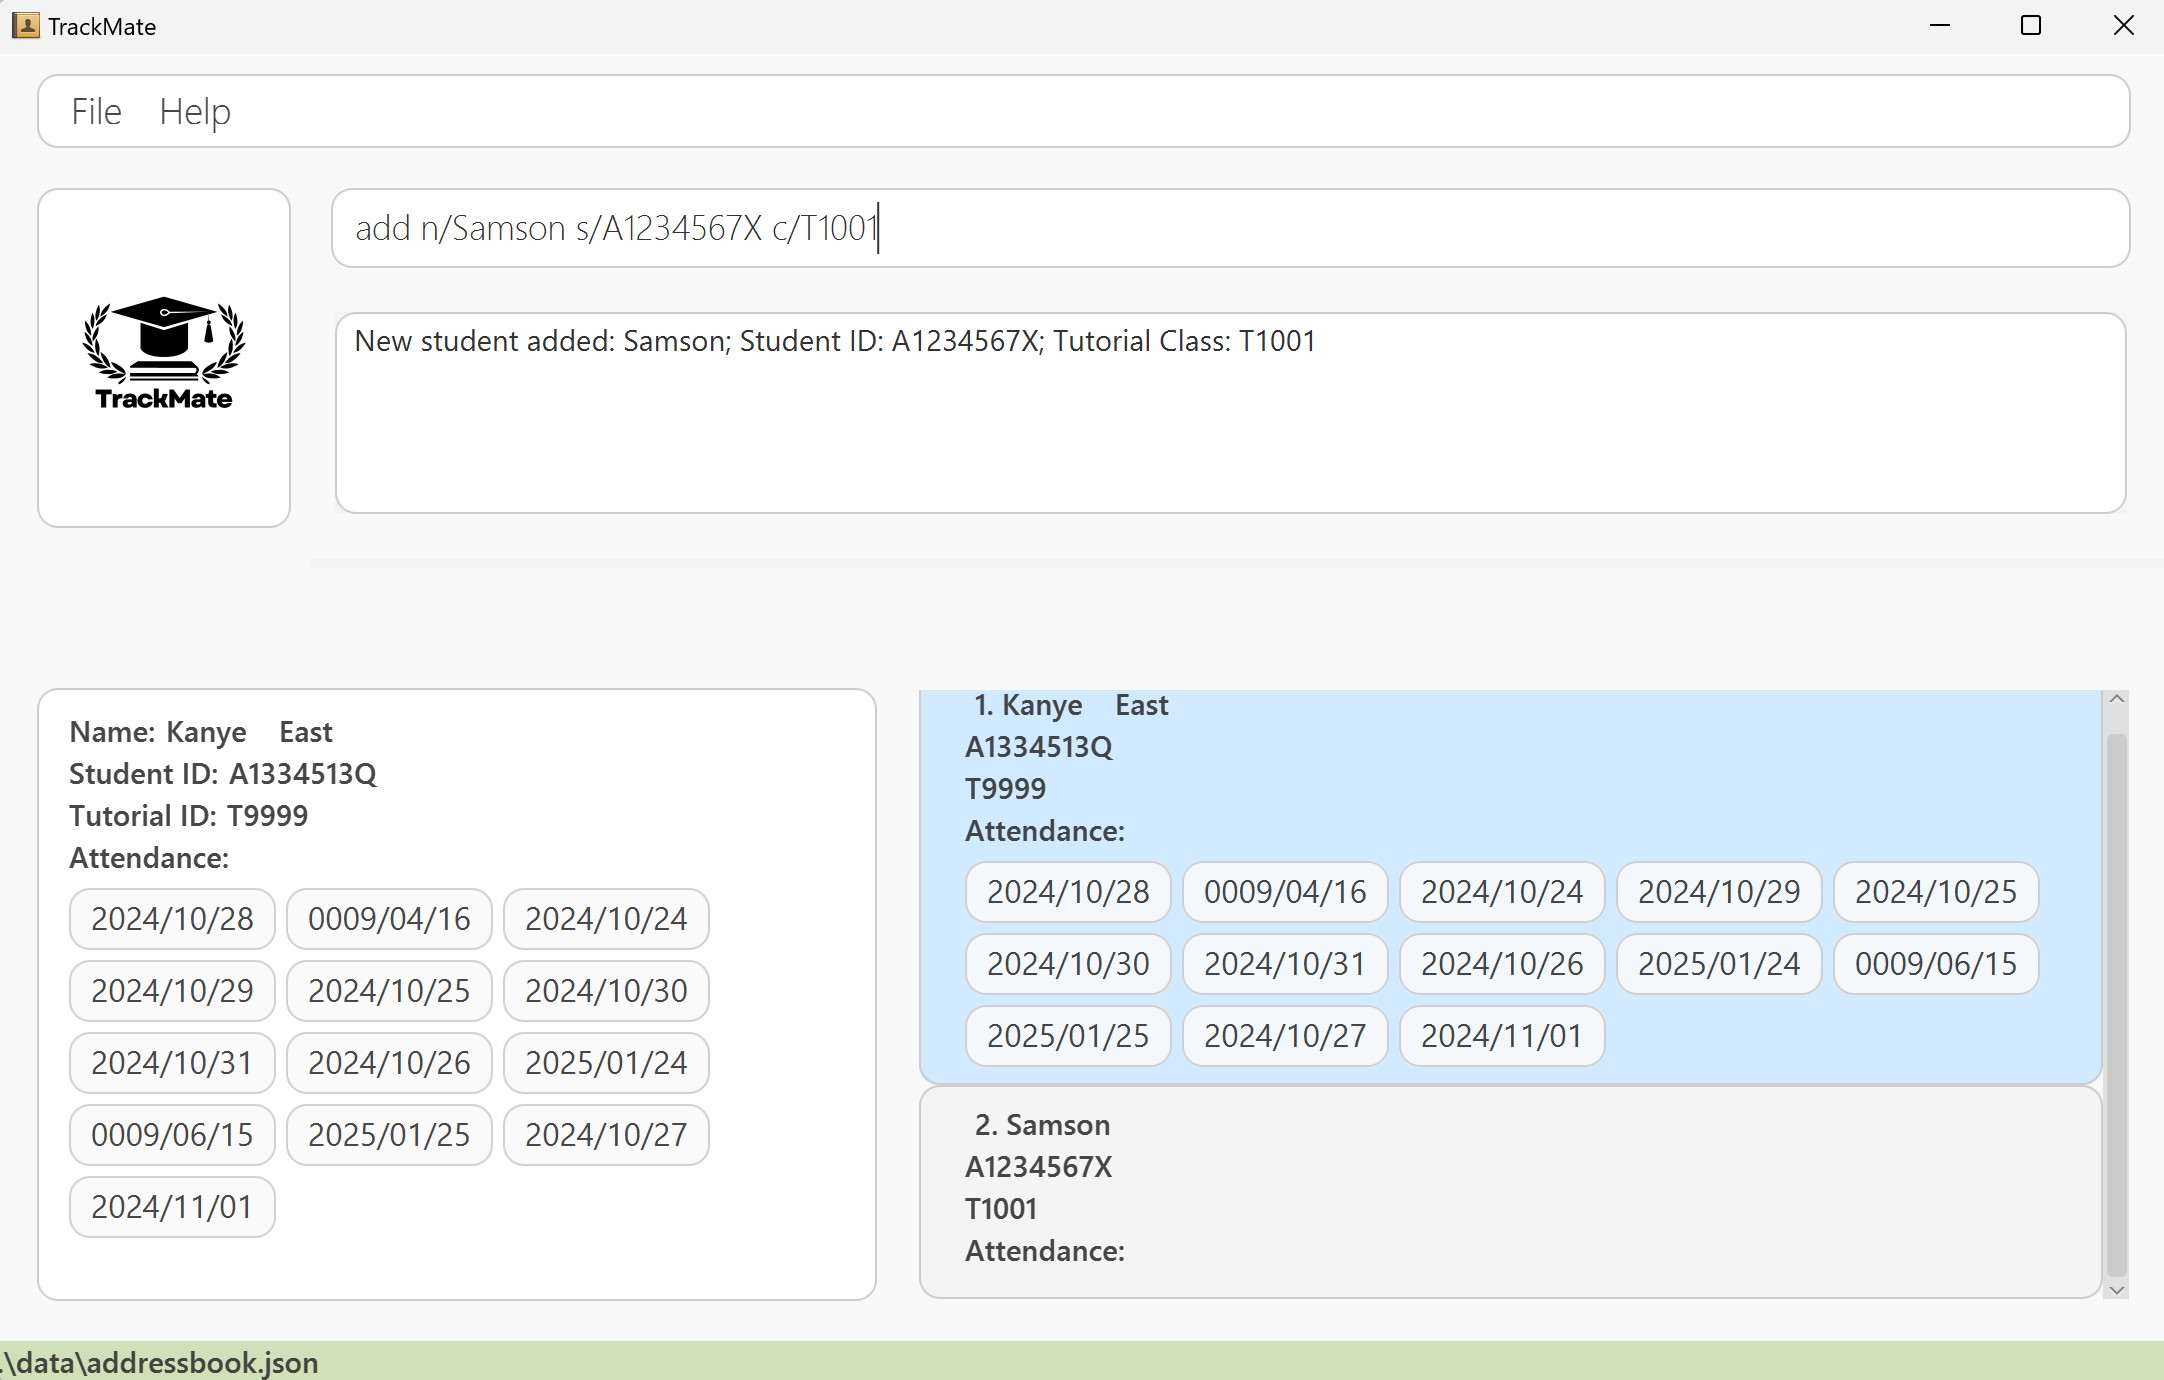 TrackMate
File Help
add n/Samson s/A1234567X c/T1001
TrackMate
New student added: Samson; Student ID: A1234567X; Tutorial Class: T1001
Name: Kanye    East
Student ID: A1334513Q
Tutorial ID: T9999
Attendance:
2024/10/28 0009/04/16 2024/10/24
2024/10/29 2024/10/25 2024/10/30
2024/10/31 2024/10/26 2025/01/24
0009/06/15 2025/01/25 2024/10/27
2024/11/01
1. Kanye    East
A1334513Q
T9999
Attendance:
2024/10/28 0009/04/16 2024/10/24 2024/10/29 2024/10/25
2024/10/30 2024/10/31 2024/10/26 2025/01/24 0009/06/15
2025/01/25 2024/10/27 2024/11/01
2. Samson
A1234567X
T1001
Attendance:
.\data\addressbook.json